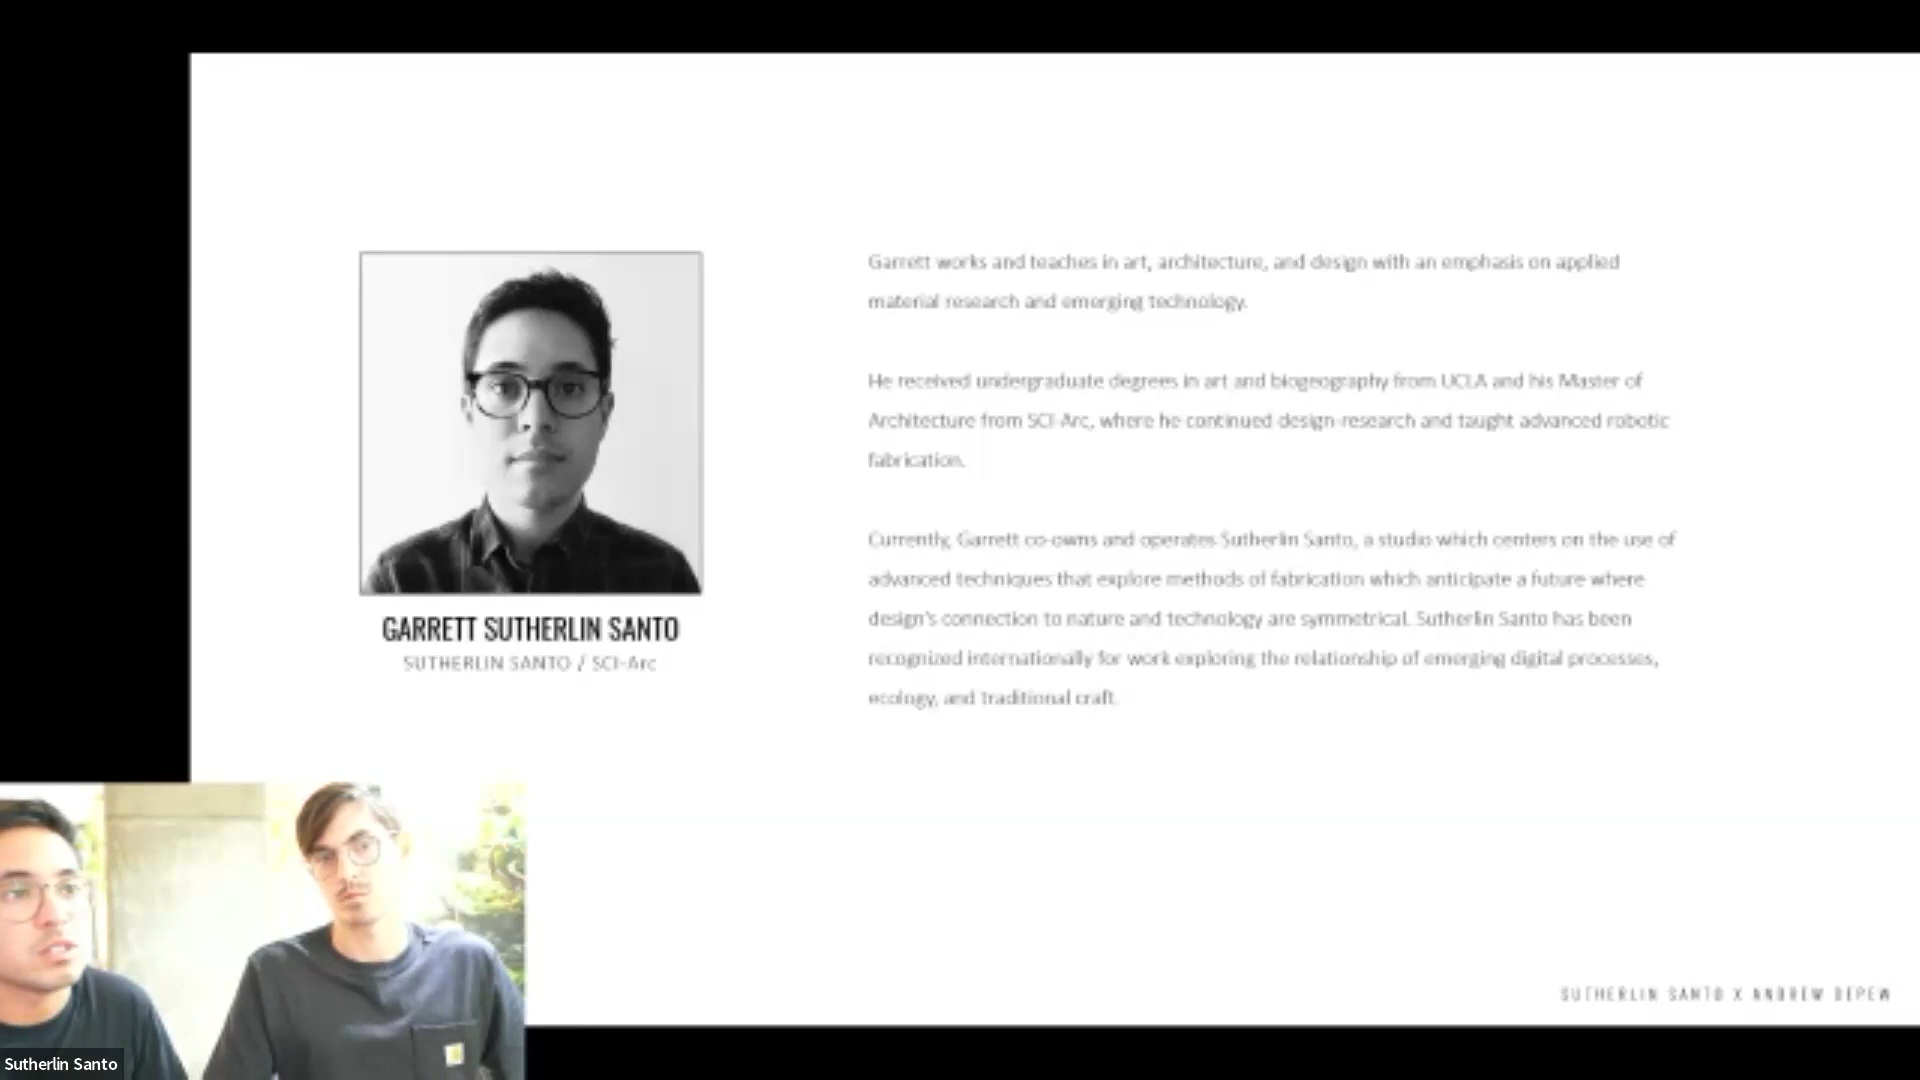 Garrett works and teaches in art, architecture, and design with an emphasis on applied
material research and emerging technology.
He received undergraduate degrees in art and biogeography from UCLA and his Master of
Architecture from SCI-Arc, where he continued design-research and taught advanced robotic
fabrication.
Currently, Garrett co-owns and operates Sutherlin Santo, a studio which centers on the use of
advanced techniques that explore methods of fabrication which anticipate a future where
design's connection to nature and technology are symmetrical. Sutherlin Santo has been
recognized internationally for work exploring the relationship of emerging digital processes,
ecology, and traditional craft.
GARRETT SUTHERLIN SANTO
SUTHERLIN SANTO / SCI-Arc
SUTHERLIN SANTO X ANDREW DEPEW
Sutherlin Santo